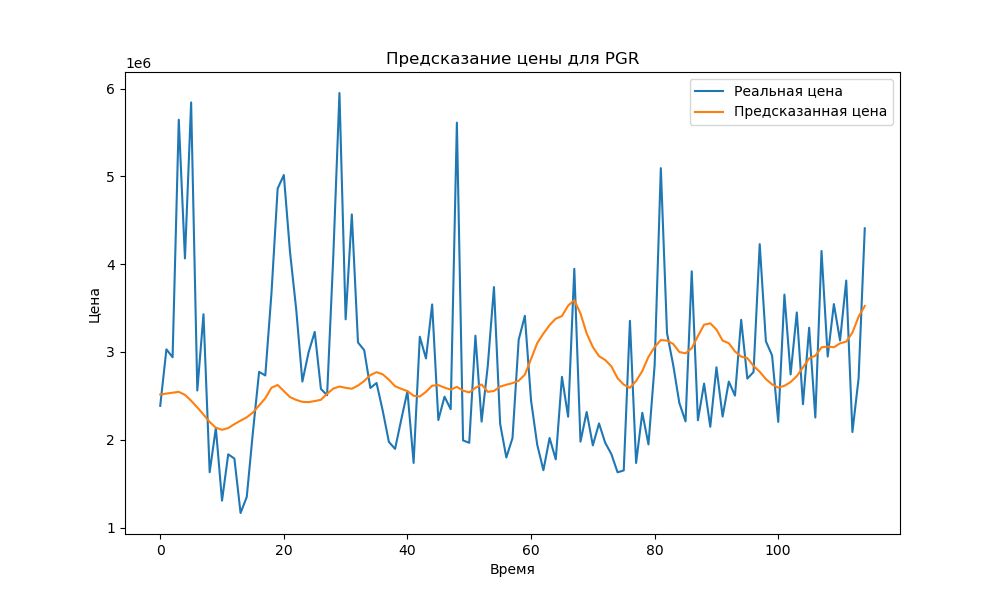 Предсказание цены для PGR
1e6
Реальная цена
Предсказанная цена
6
5
4
3
2
1
Цена
0 20 40 60 80 100
Время